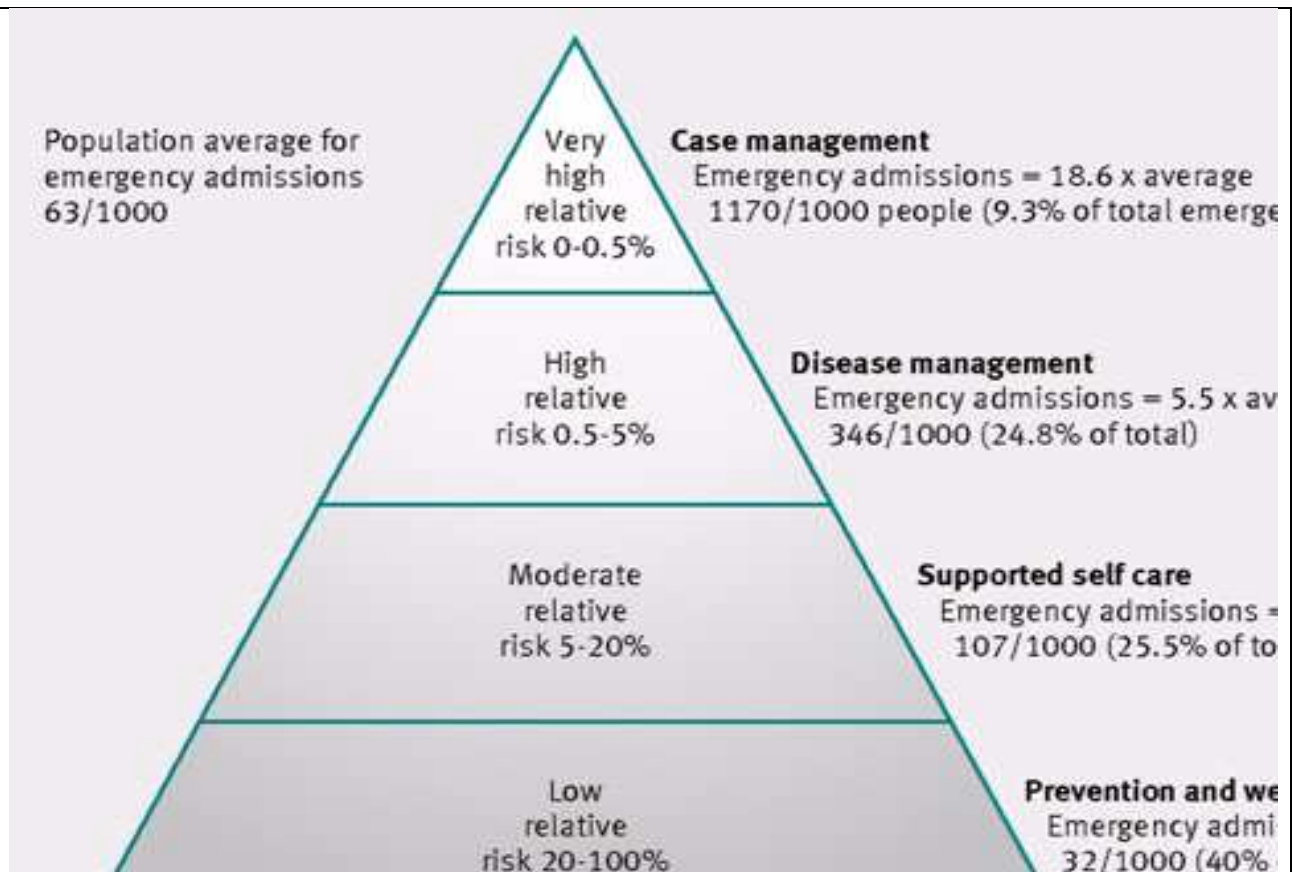 Population average for
emergency admissions
63/1000
Very
high
relative
risk 0-0.5%
Case management
Emergency admissions = 18.6 x average
1170/1000 people (9.3% of total
High
relative
risk 0.5-5%
Disease management
Emergency admissions = 5.5 x
346/1000 (24.8% of total)
Moderate
relative
risk 5-20%
Supported self care
Emergency admissions =
107/1000 (25.5% of
Low
relative
risk 20-100%
Prevention and
Emergency
32/1000 (40%